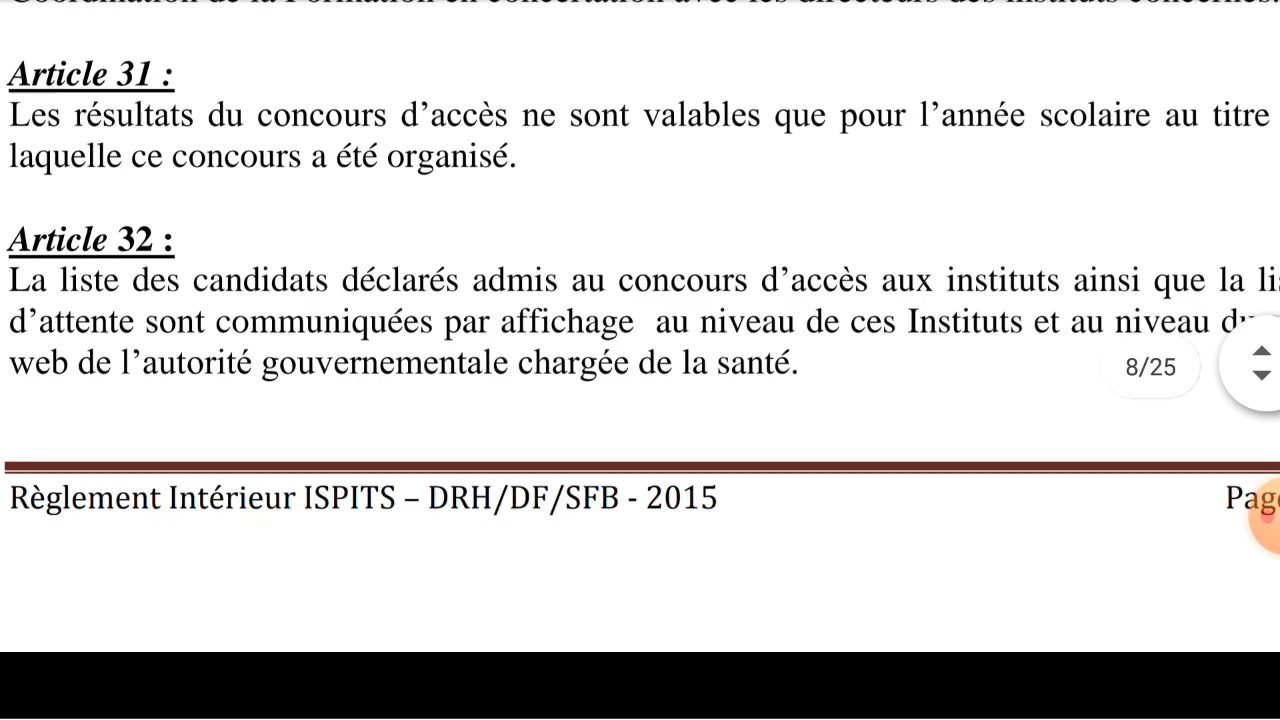 Article 31 :
Les résultats du concours d’accès ne sont valables que pour l’année scolaire au titre
laquelle ce concours a été organisé.
Article 32 :
La liste des candidats déclarés admis au concours d’accès aux instituts ainsi que la
d’attente sont communiquées par affichage au niveau de ces Instituts et au niveau
web de l’autorité gouvernementale chargée de la santé.
8/25
Règlement Intérieur ISPITS – DRH/DF/SFB - 2015